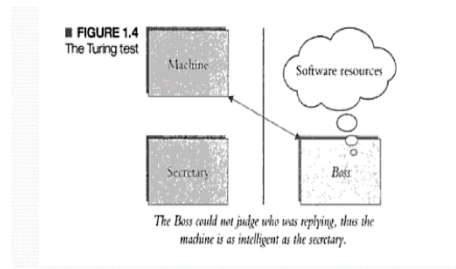 ■ FIGURE 1.4
The Turing test
Machine
Software resources
Secretary
Boss
The Boss could not judge who was replying, thus the
machine is as intelligent as the secretary.